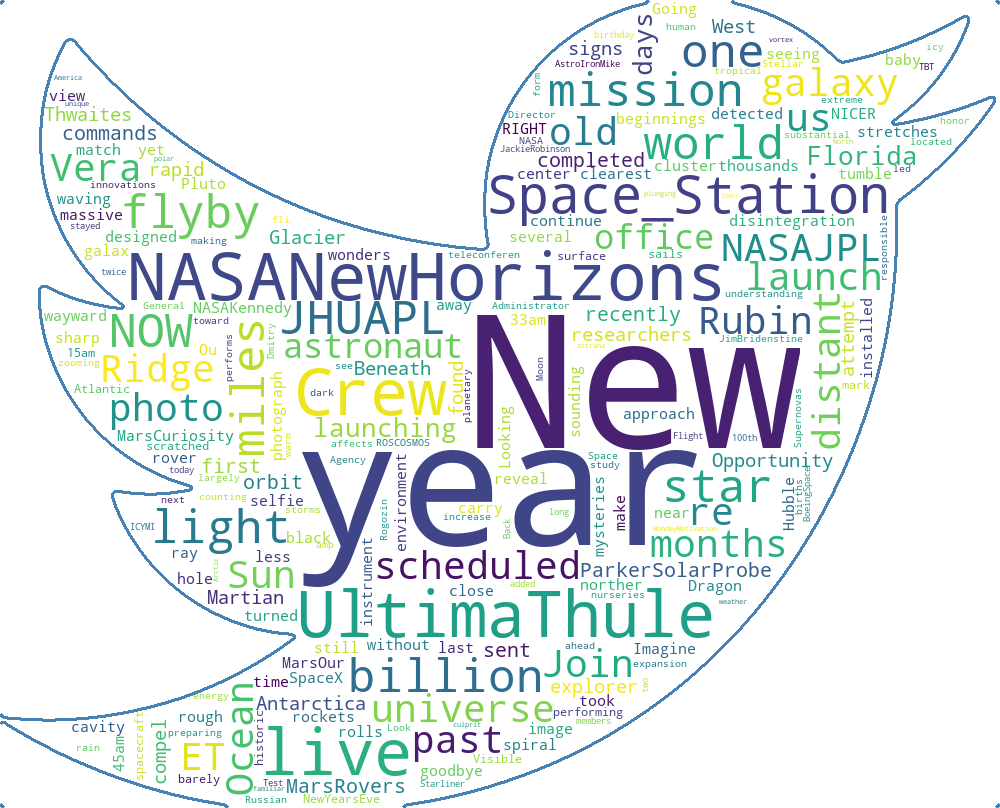 Going
human
birthday
vortex
West
one
days
signs
AstroIronMike
seeing
Stellar
baby
TBT
icy
tropical
America
view
unique
form
mission
galaxy
extreme
Thwaites
commands
Director
beginnings
detected
us
NICER
honor
RIGHT
NASA
old
world
substantial
stretches
located
match
yet
JackieRobinson
North
completed
Florida
led
Vera
polar
rapid
center
clearest
cluster
thousands
tumble
innovations
Pluto
waving
massive
flyby
Space_Station
plunging
Seen
stayed
fli
continue
disintegration
designed
Glacier
several
office
NASAJPL
responsible
making
galax
wonders
teleconferen
surface
sails
twice
NASANewHorizons
launch
understanding
General
NASAKennedy
JHUAPL
away
Administrator
recently
Rubin
distant
attempt
installed
wayward
toward
33am
researchers
JimBridenstine
sharp
NOW
Dmitry
miles
astronaut
astrona
15am
Ou
performs
see
Beneath
found
New
Moon
zooming
Ridge
planetary
mark
Atlantic
photo
photograph
dark
Crew
sounding
approach
Supernovas
MarsCuriosity
launching
Looking
Flight
100th
scratched
warm
affects
ROSCOSMOS
year
rover
first
Agency
Space
Opportunity
today
largely
environment
reveal
study
star
Hubble
births
BoeingSpace
next
orbit
selfie
counting
storms
Rogozin
carry
mysteries
make
near
re
ICYMI
light
black
amp
increase
Back
long
MondayMotivation
months
ray
less
hole
Arctic
Sun
instrument
scheduled
ParkerSolarProbe
norther
Dragon
Martian
close
added
nurseries
weather
turned
UltimaThule
still
without
last
sent
ahead
Imagine
MarsOur
Join
expansion
time
SpaceX
billion
explorer
OMG
energy
Ocean
Antarctica
universe
took
performing
cavity
rough
historic
rockets
members
preparing
rolls
Look
culprit
past
spiral
image
rain
45am
spacecraft
compel
ET
live
Visible
barely
Test
MarsRovers
goodbye
familiar
Starliner
Russian
NewYearsEve